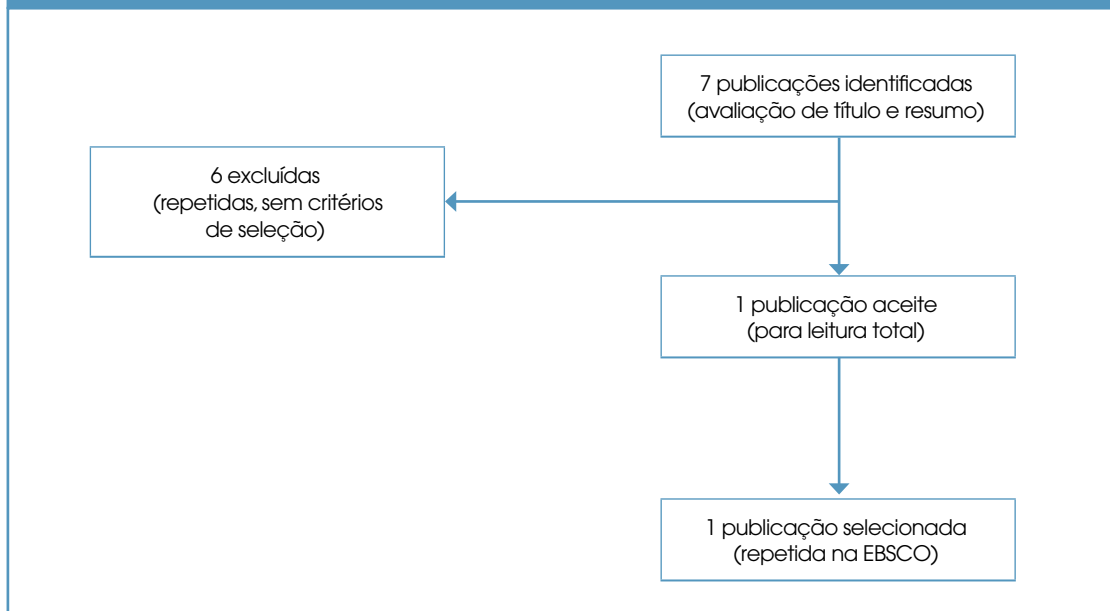 7 publicações identificadas
(avaliação de título e resumo)
6 excluídas
(repetidas, sem critérios
de seleção)
1 publicação aceite
(para leitura total)
1 publicação selecionada
(repetida na EBSCO)